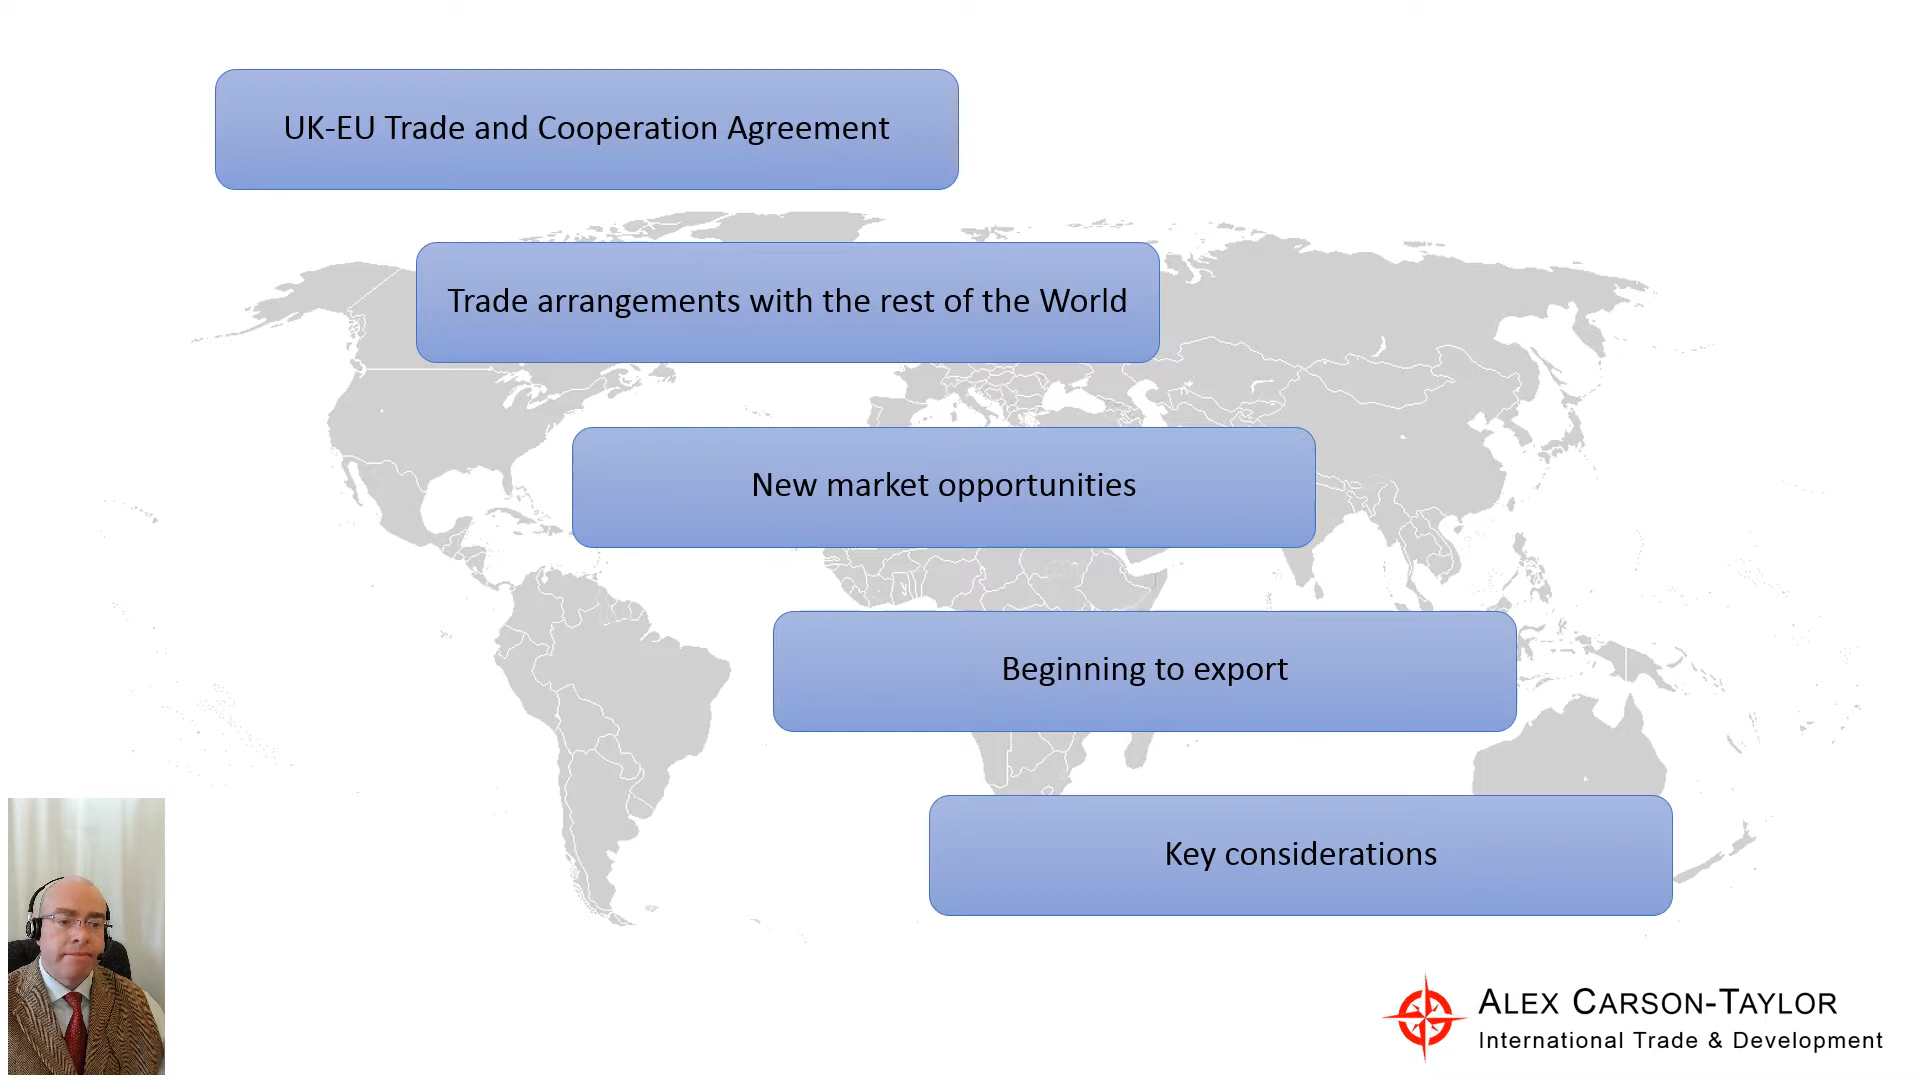 UK-EU Trade and Cooperation Agreement
Trade arrangements with the rest of the World
New market opportunities
Beginning to export
Key considerations
ALEX CARSON-TAYLOR
International Trade & Development